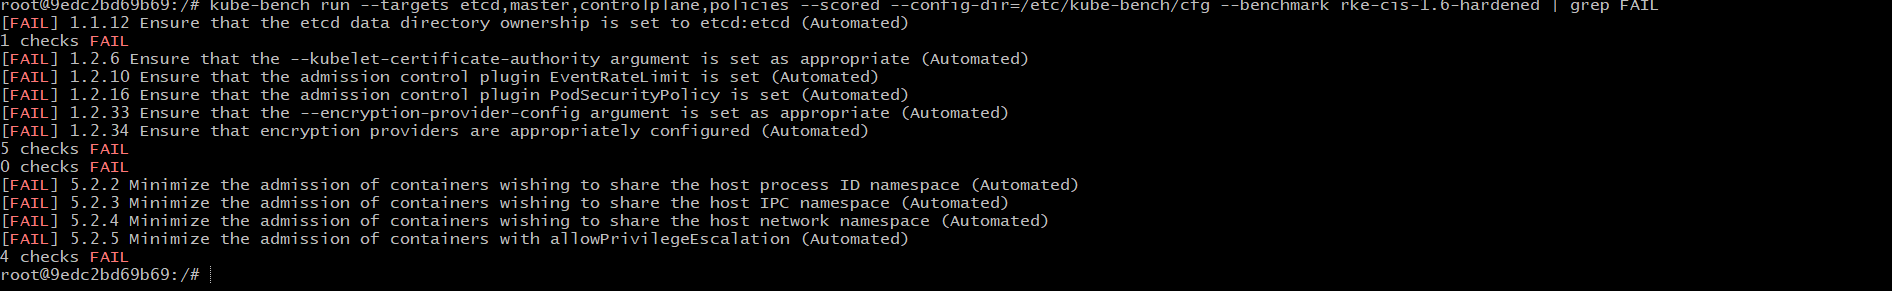 root@9edc2bd69b69:/# kube-bench run --targets etcd,master,controlplane,policies --scored --config-dir=/etc/kube-bench/cfg --benchmark rke-cis-1.6-hardened | grep FAIL
[FAIL] 1.1.12 Ensure that the etcd data directory ownership is set to etcd:etcd (Automated)
1 checks FAIL
[FAIL] 1.2.6 Ensure that the --kubelet-certificate-authority argument is set as appropriate (Automated)
[FAIL] 1.2.10 Ensure that the admission control plugin EventRateLimit is set (Automated)
[FAIL] 1.2.16 Ensure that the admission control plugin PodSecurityPolicy is set (Automated)
[FAIL] 1.2.33 Ensure that the --encryption-provider-config argument is set as appropriate (Automated)
[FAIL] 1.2.34 Ensure that encryption providers are appropriately configured (Automated)
5 checks FAIL
0 checks FAIL
[FAIL] 5.2.2 Minimize the admission of containers wishing to share the host process ID namespace (Automated)
[FAIL] 5.2.3 Minimize the admission of containers wishing to share the host IPC namespace (Automated)
[FAIL] 5.2.4 Minimize the admission of containers wishing to share the host network namespace (Automated)
[FAIL] 5.2.5 Minimize the admission of containers with allowPrivilegeEscalation (Automated)
4 checks FAIL
root@9edc2bd69b69:/#